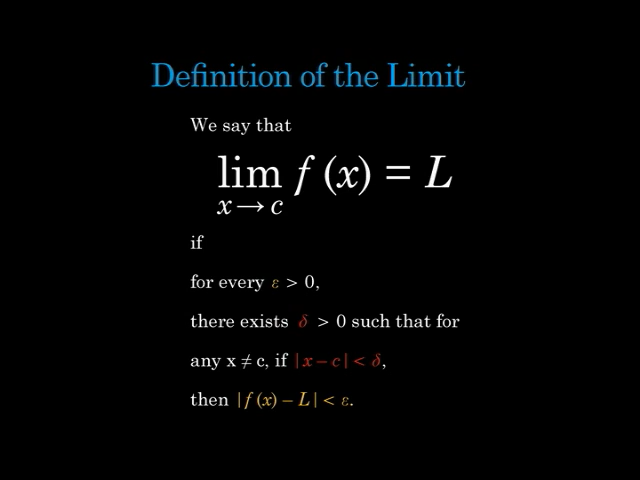 Definition of the Limit
We say that
lim f (x) = L
x → c
if
for every ε > 0,
there exists δ > 0 such that for
any x ≠ c, if |x – c| < δ,
then |f (x) – L| < ε.